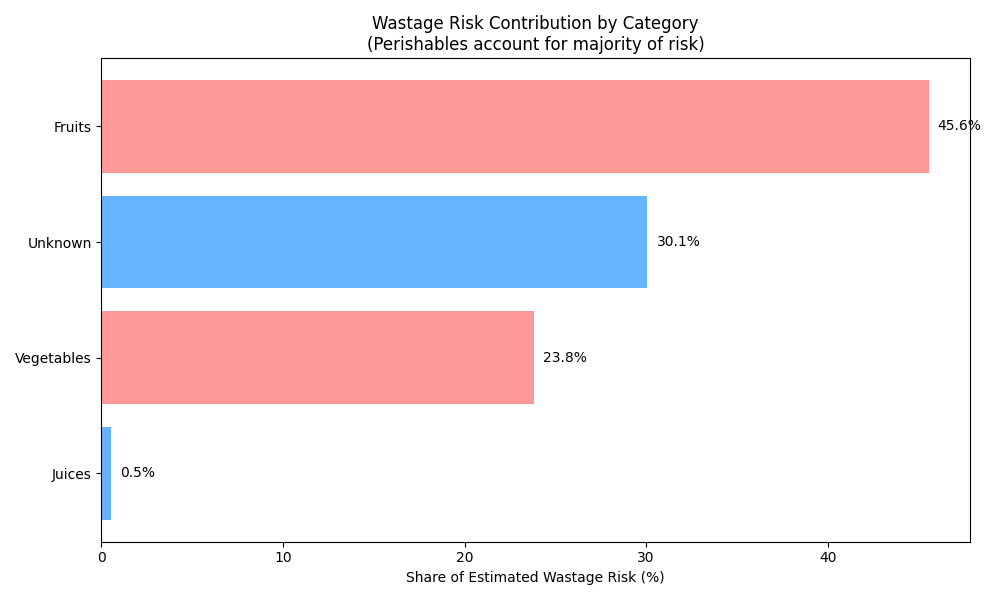 Wastage Risk Contribution by Category
(Perishables account for majority of risk)
Fruits
45.6%
Unknown
30.1%
Vegetables
23.8%
Juices
0.5%
0 10 20 30 40
Share of Estimated Wastage Risk (%)